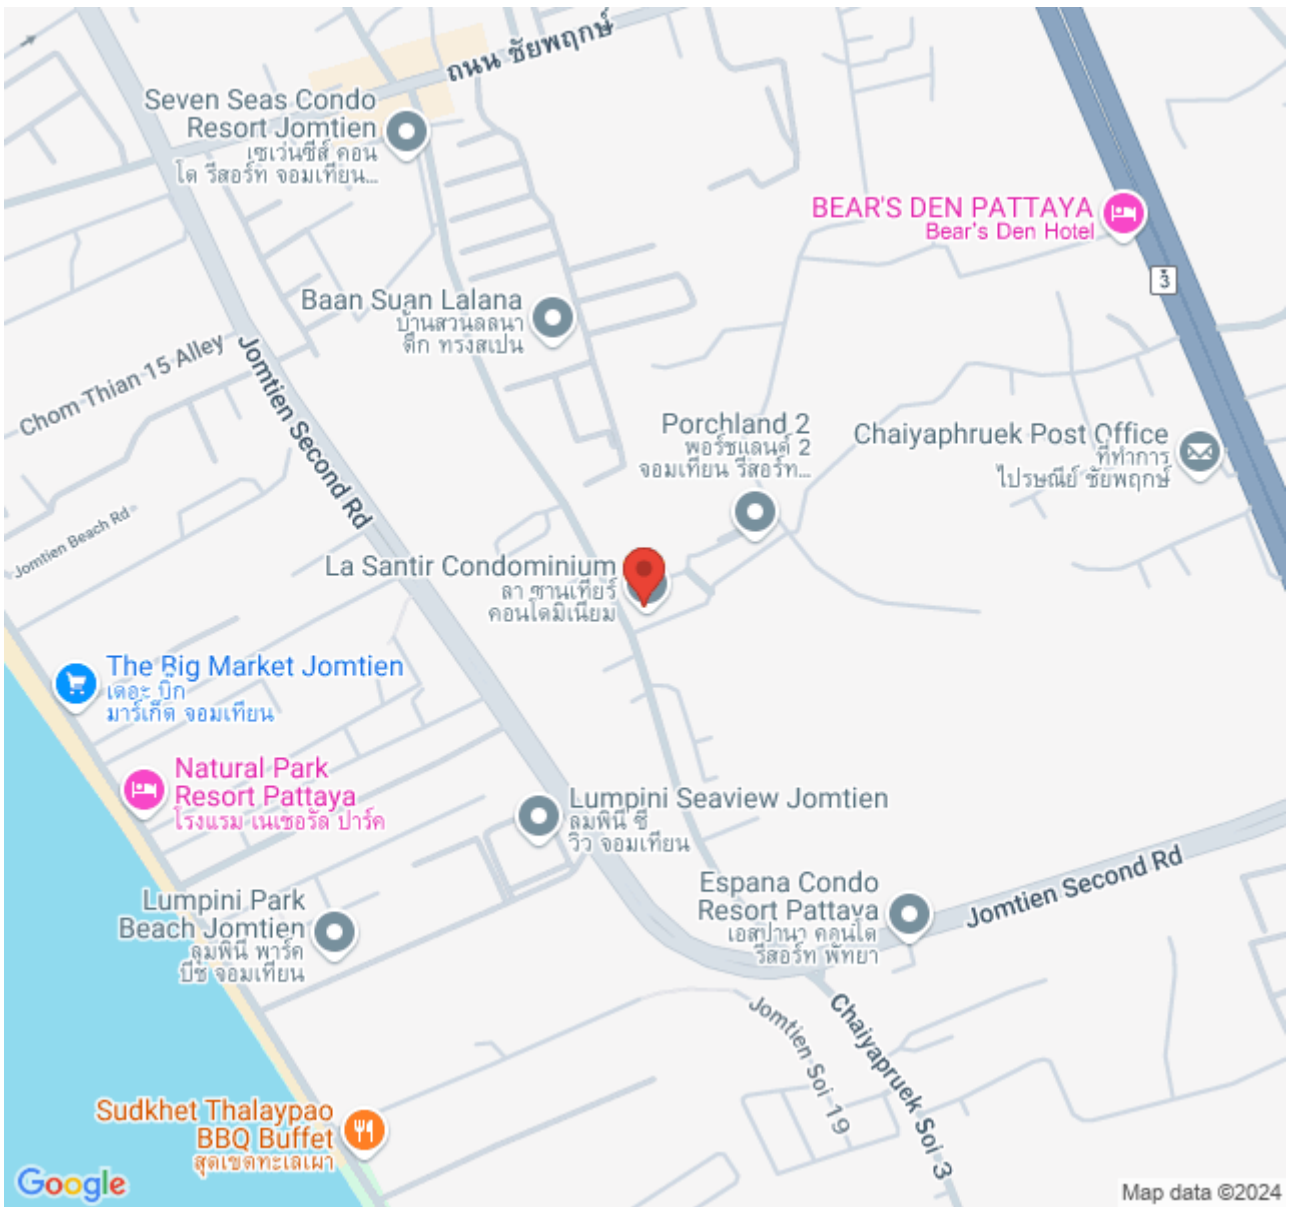 ถนน ชัยพฤกษ์
Seven Seas Condo
Resort Jomtien
เซเว่นซีส์ คอน
โด รีสอร์ท จอมเทียน...
BEAR'S DEN PATTAYA
Bear's Den Hotel
3
Baan Suan Lalana
บ้านสวนลลนา
ตึก ทรงสเปน
Chom Thian 15 Alley
Jomtien Second Rd
Porchland 2
พอร์ชแลนด์ 2
จอมเทียน รีสอร์ท...
Chaiyaphruek Post Office
ที่ทำการ
ไปรษณีย์ ชัยพฤกษ์
Jomtien Beach Rd
La Santir Condominium
ลา ซานเทียร์
คอนโดมิเนียม
The Big Market Jomtien
เดอะ บิ๊ก
มาร์เก็ต จอมเทียน
Natural Park
Resort Pattaya
โรงแรม เนเชอรัล ปาร์ค
Lumpini Seaview Jomtien
ลุมพินี ซี
วิว จอมเทียน
Espana Condo
Resort Pattaya
เอสปานา คอนโด
รีสอร์ท พัทยา
Jomtien Second Rd
Lumpini Park
Beach Jomtien
ลุมพินี พาร์ค
บีช จอมเทียน
Jomtien Soi 19
Chaiyapruek Soi 3
Sudkhet Thalaypao
BBQ Buffet
สุดเขตทะเลเผา
Google
Map data ©2024